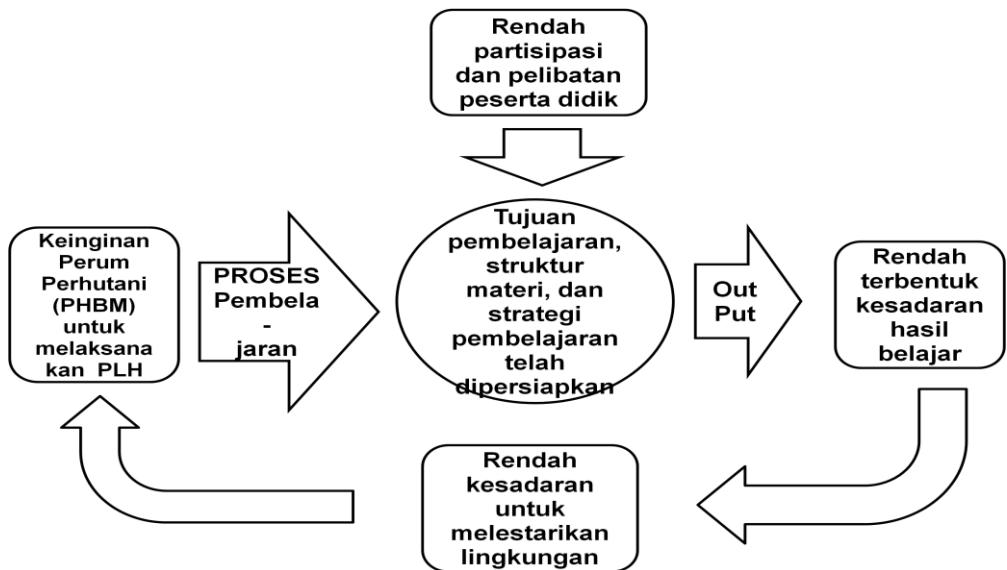 Rendah
partisipasi
dan pelibatan
peserta didik
Keinginan
Perum
Perhutani
(PHBM)
untuk
melaksana
kan PLH
PROSES
Pembela
-
jaran
Tujuan
pembelajaran,
struktur
materi, dan
strategi
pembelajaran
telah
dipersiapkan
Out
Put
Rendah
terbentuk
kesadaran
hasil
belajar
Rendah
kesadaran
untuk
melestarikan
lingkungan